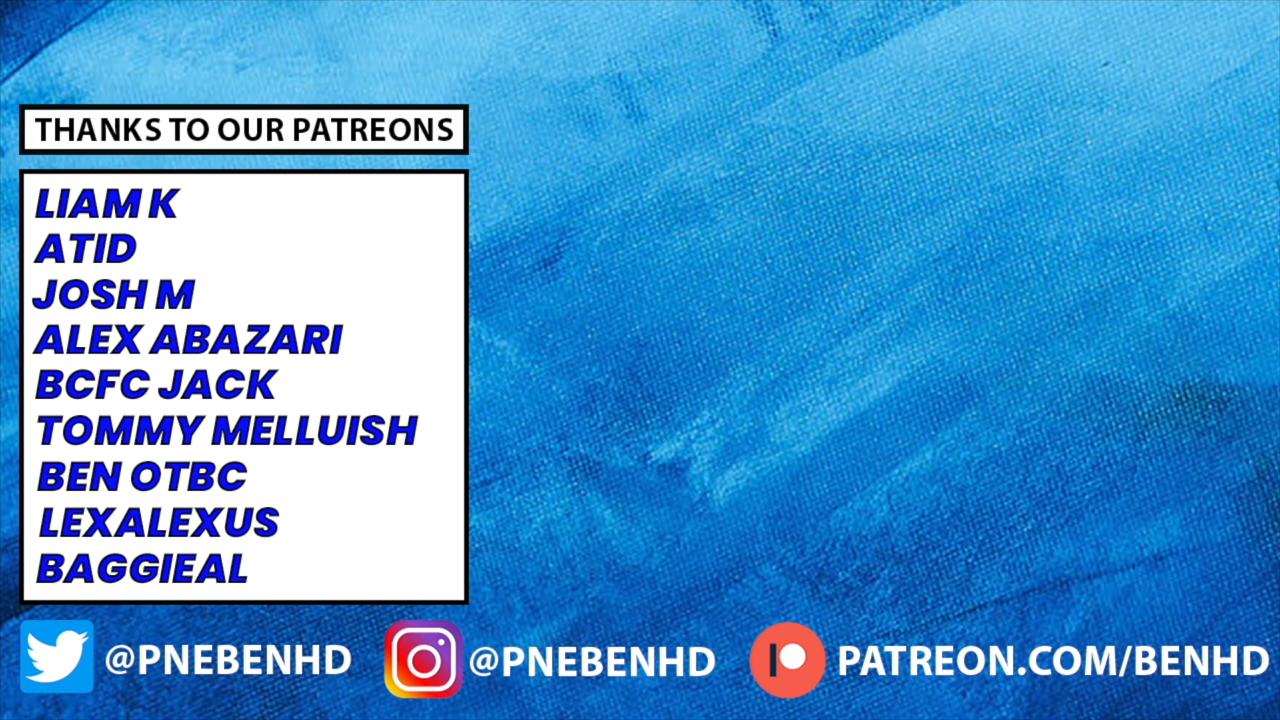 THANKS TO OUR PATREONS
LIAM K
ATID
JOSH M
ALEX ABAZARI
BCFC JACK
TOMMY MELLUISH
BEN OTBC
LEXALEXUS
BAGGIEAL
@PNEBENHD
@PNEBENHD
PATREON.COM/BENHD